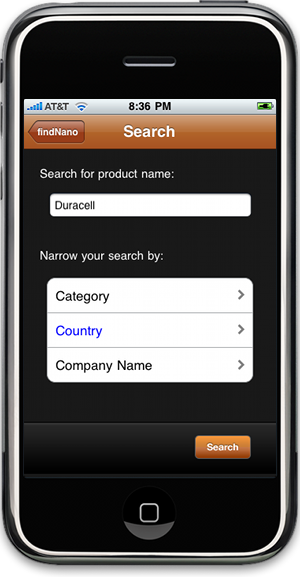 AT&T 8:36 PM
findNano Search
Search for product name:
Duracell
Narrow your search by:
Category
Country
Company Name
Search